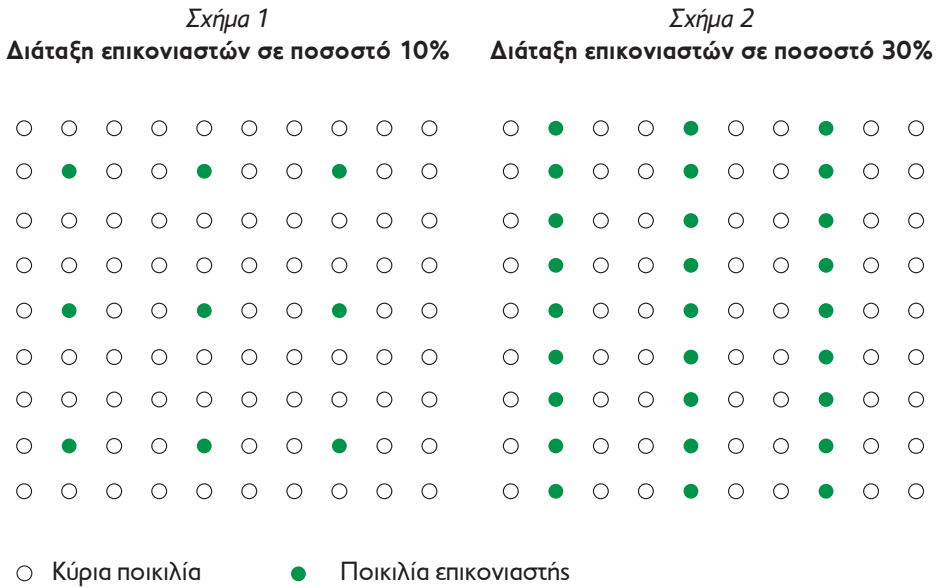 Σχήμα 1
Διάταξη επικονιαστών σε ποσοστό 10%
Σχήμα 2
Διάταξη επικονιαστών σε ποσοστό 30%
Κύρια ποικιλία
Ποικιλία επικονιαστής